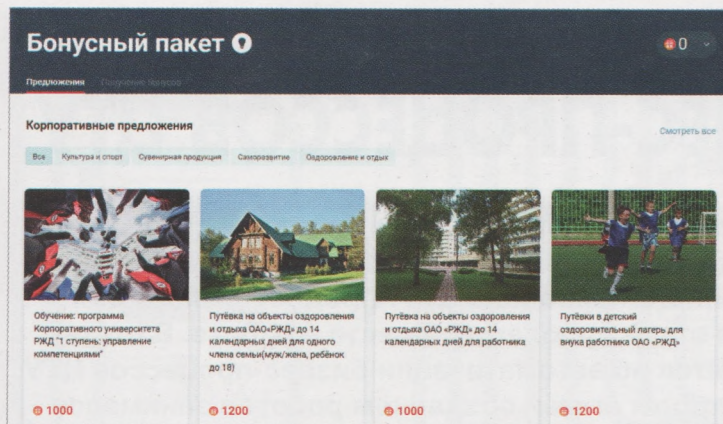 Бонусный пакет
0
Предложения Получение бонусов
Корпоративные предложения
Смотреть все
Все Культура и спорт Сувенирная продукция Саморазвитие Оздоровление и отдых
Обучение: программа
Корпоративного университета
РЖД "1 ступень: управление
компетенциями"
1000
Путёвка на объекты оздоровления
и отдыха ОАО«РЖД» до 14
календарных дней для одного
члена семьи(муж/жена, ребёнок
до 18)
1200
Путёвка на объекты оздоровления
и отдыха ОАО «РЖД» до 14
календарных дней для работника
1000
Путёвки в детский
оздоровительный лагерь для
внука работника ОАО «РЖД»
1200